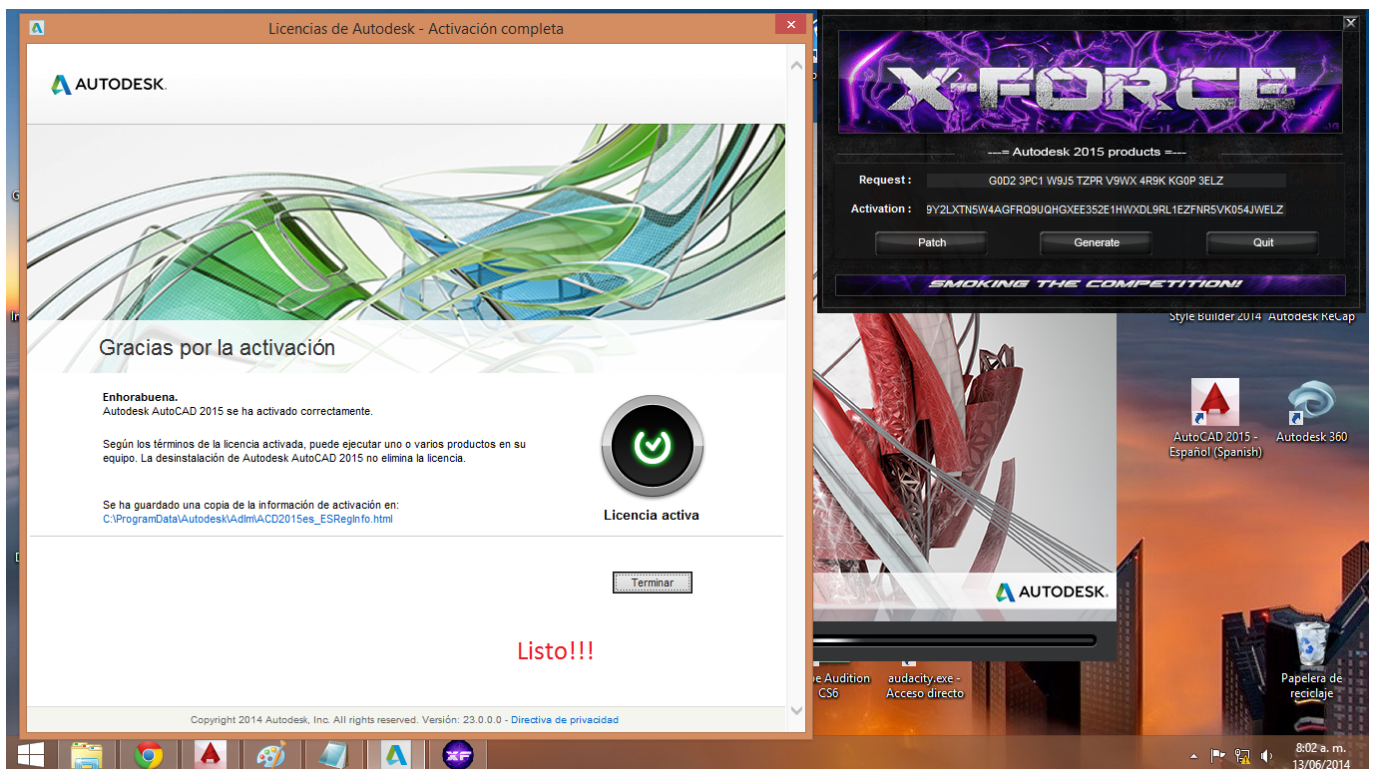 Licencias de Autodesk - Activación completa
AUTODESK.
Gracias por la activación
Enhorabuena.
Autodesk AutoCAD 2015 se ha activado correctamente.
Según los términos de la licencia activada, puede ejecutar uno o varios productos en su
equipo. La desinstalación de Autodesk AutoCAD 2015 no elimina la licencia.
Se ha guardado una copia de la información de activación en:
C:\ProgramData\Autodesk\Adlm\ACD2015es_ESRegInfo.html
Licencia activa
Terminar
Listo!!!
Copyright 2014 Autodesk, Inc. All rights reserved. Versión: 23.0.0.0 - Directiva de privacidad
X-FORCE
---= Autodesk 2015 products =---
Request : G0D2 3PC1 W9J5 TZPR V9WX 4R9K KG0P 3ELZ
Activation : 9Y2LXTN5W4AGFRQ9UQHGXEE352E1HWXDL9RL1EZFNR5VK054JWELZ
Patch Generate Quit
SMOKING THE COMPETITION!
Style Builder 2014 Autodesk ReCap
AutoCAD 2015 -
Español (Spanish)
Autodesk 360
AUTODESK.
Audition
CS6
audacity.exe -
Acceso directo
Papelera de
reciclaje
XF
8:02 a. m.
13/06/2014